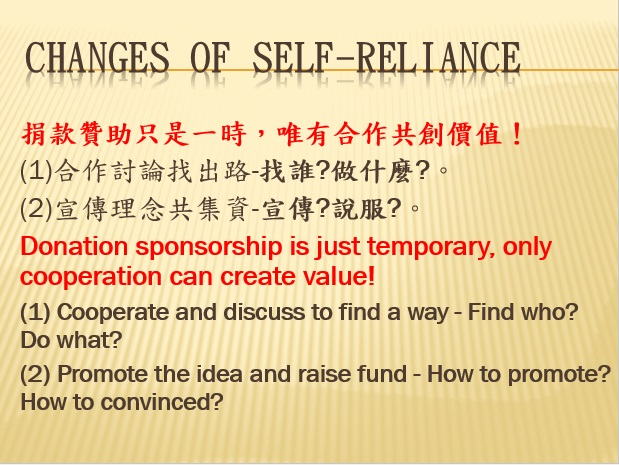 CHANGES OF SELF-RELIANCE
捐款贊助只是一時，唯有合作共創價值！
(1)合作討論找出路-找誰?做什麼?。
(2)宣傳理念共集資-宣傳?說服?。
Donation sponsorship is just temporary, only
cooperation can create value!
(1) Cooperate and discuss to find a way - Find who?
Do what?
(2) Promote the idea and raise fund - How to promote?
How to convinced?